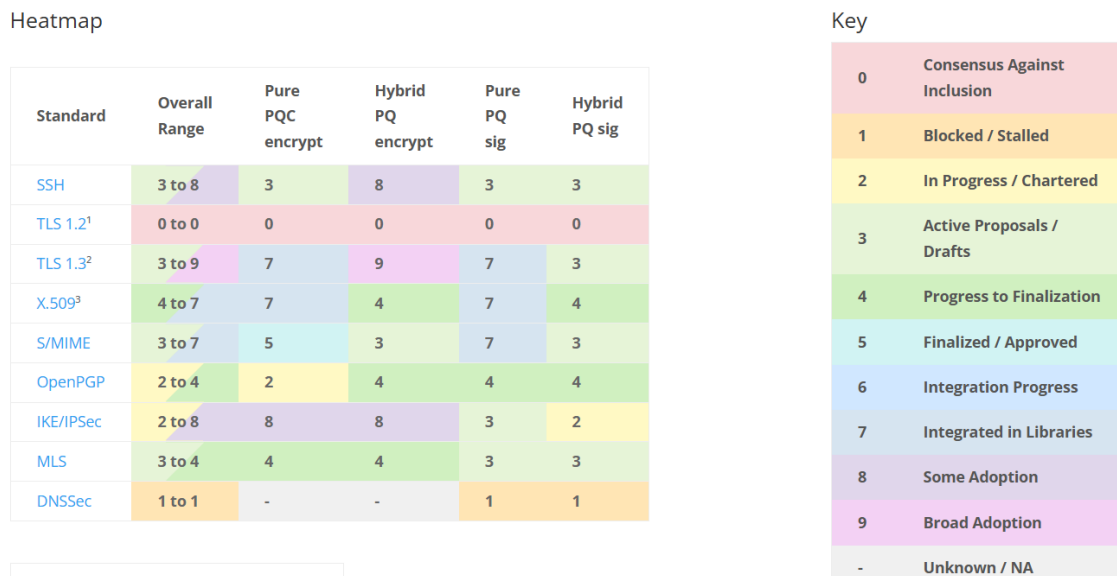 Heatmap
Key
Standard Overall Range Pure PQC encrypt Hybrid PQ encrypt Pure PQ sig Hybrid PQ sig
SSH 3 to 8 3 8 3 3
TLS 1.2¹ 0 to 0 0 0 0 0
TLS 1.3² 3 to 9 7 9 7 3
X.509³ 4 to 7 7 4 7 4
S/MIME 3 to 7 5 3 7 3
OpenPGP 2 to 4 2 4 4 4
IKE/IPSec 2 to 8 8 8 3 2
MLS 3 to 4 4 4 3 3
DNSSec 1 to 1 - - 1 1
0 Consensus Against Inclusion
1 Blocked / Stalled
2 In Progress / Chartered
3 Active Proposals / Drafts
4 Progress to Finalization
5 Finalized / Approved
6 Integration Progress
7 Integrated in Libraries
8 Some Adoption
9 Broad Adoption
- Unknown / NA